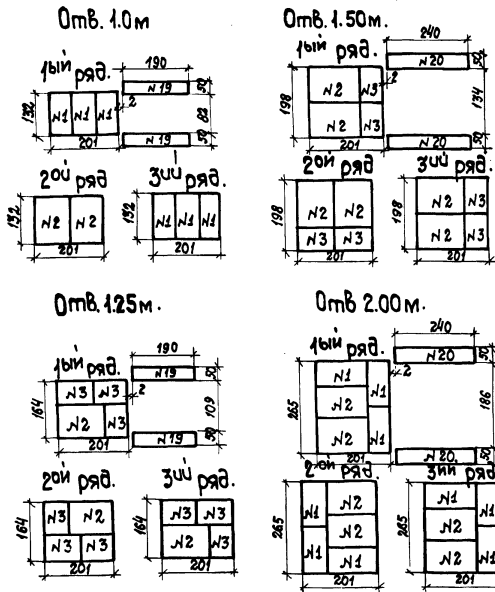 Отв. 1.0м.
190
1ый ряд.
N19
50
132
N1 N1 N1
2
82
201
N19
50
2ой ряд
132
N2 N2
201
3ий ряд.
132
N1 N1 N1
201
Отв. 1.50м.
240
1ый ряд.
N20
50
198
N2 N3
2
134
N2 N3
201
N20
50
2ой ряд
198
N2 N2
N3 N3
201
3ий ряд.
198
N2 N3
N2 N3
201
Отв. 1.25м.
190
1ый ряд.
N19
50
164
N3 N3
2
109
N2 N3
201
N19
50
2ой ряд.
164
N3 N2
N3 N3
201
3ий ряд.
164
N3 N3
N2 N3
201
Отв 2.00м.
240
1ый ряд.
N20
50
265
N1
2
N2 N1
186
N2 N1
201
N20.
50
2ой ряд.
265
N1 N2
N2
N1 N1
201
3ий ряд.
265
N1 N1
N2
N2 N1
201